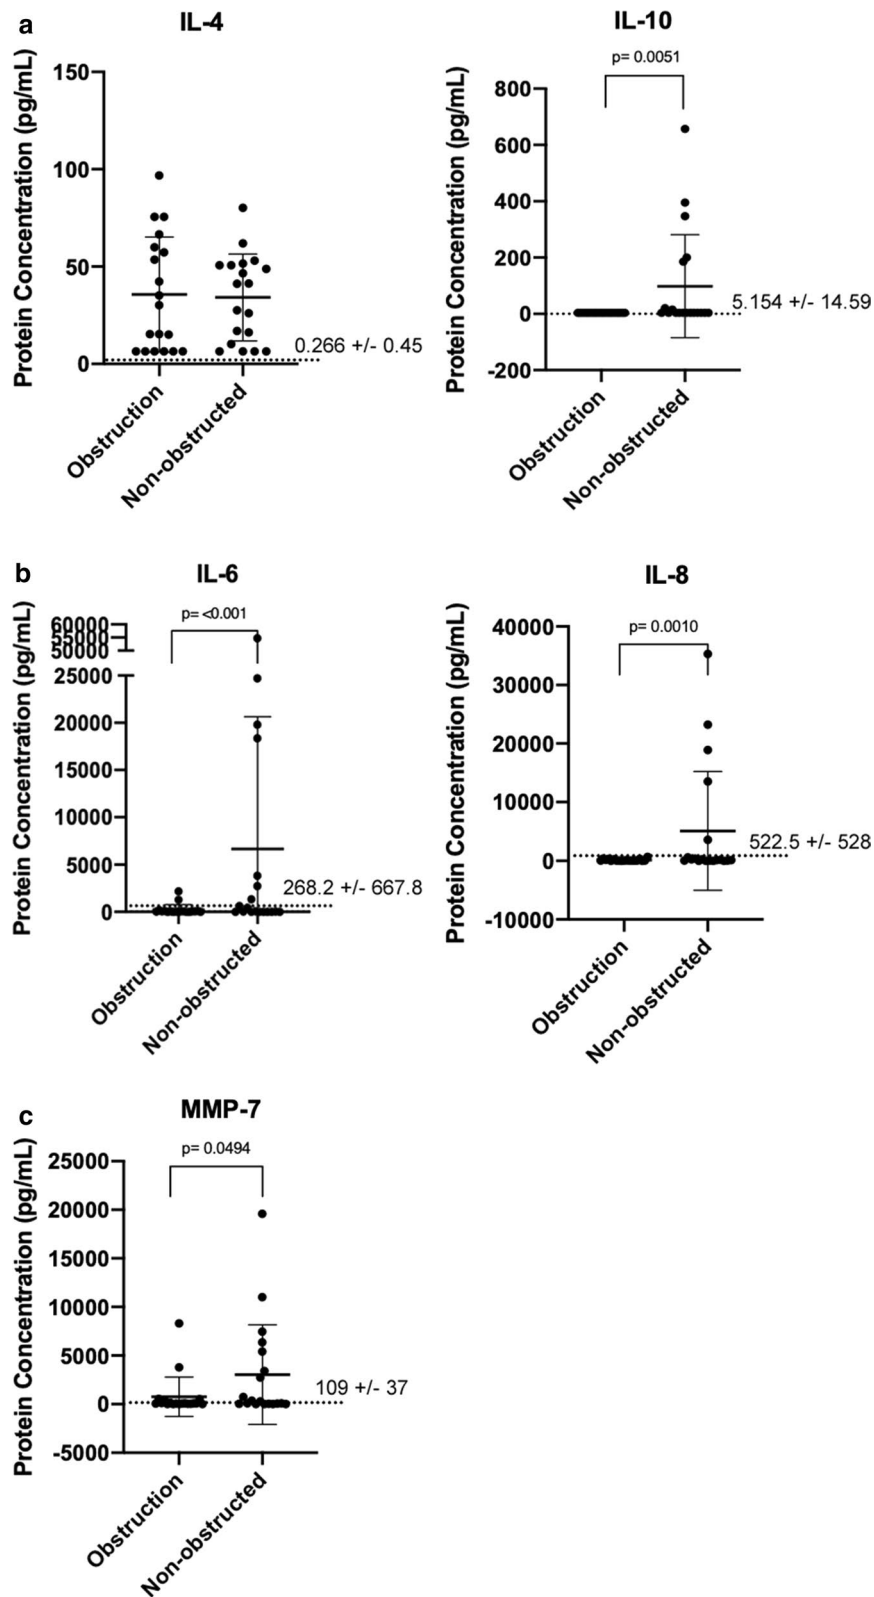 a
IL-4
Protein Concentration (pg/mL)
150
100
50
0
0.266 +/- 0.45
Obstruction
Non-obstructed
IL-10
p= 0.0051
Protein Concentration (pg/mL)
800
600
400
200
0
-200
5.154 +/- 14.59
Obstruction
Non-obstructed
b
IL-6
p= <0.001
Protein Concentration (pg/mL)
60000
55000
50000
25000
20000
15000
10000
5000
0
268.2 +/- 667.8
Obstruction
Non-obstructed
IL-8
p= 0.0010
Protein Concentration (pg/mL)
40000
30000
20000
10000
0
-10000
522.5 +/- 528
Obstruction
Non-obstructed
c
MMP-7
p= 0.0494
Protein Concentration (pg/mL)
25000
20000
15000
10000
5000
0
-5000
109 +/- 37
Obstruction
Non-obstructed